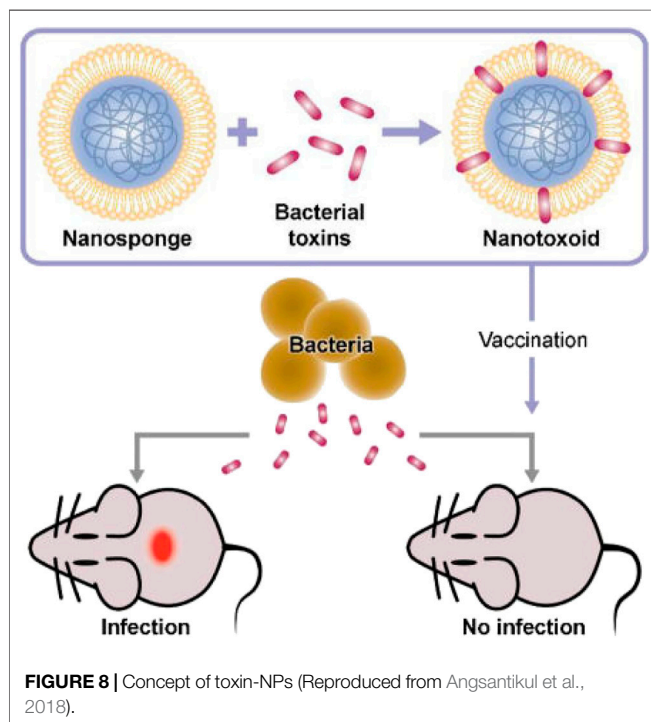 Nanosponge
Bacterial
toxins
Nanotoxoid
Bacteria
Vaccination
Infection
No infection
FIGURE 8 | Concept of toxin-NPs (Reproduced from Angsantikul et al.,
2018).